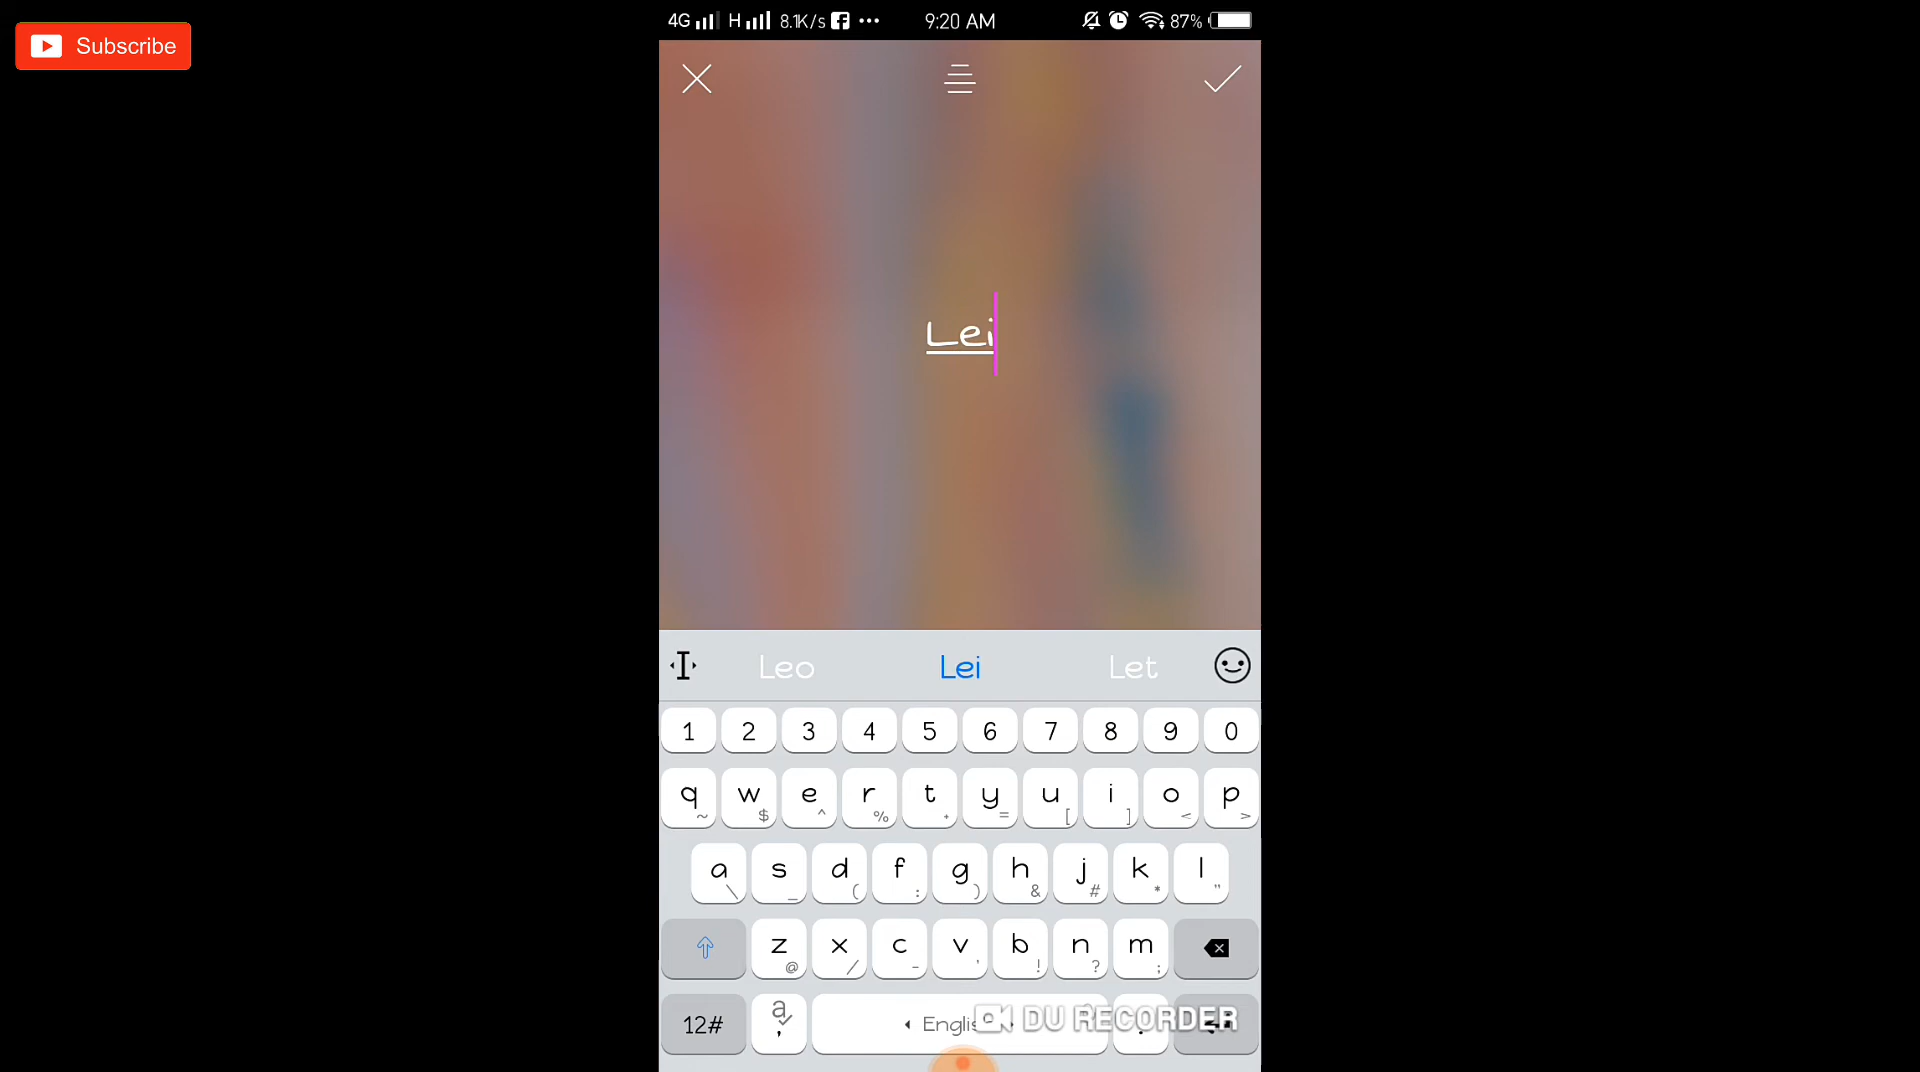 Subscribe
4G H 8.1K/s 9:20 AM 87%
Lei
Leo Lei Let
1 2 3 4 5 6 7 8 9 0
q w e r t y u i o p
~ $ ^ % = [ ] < >
a s d f g h j k l
\ _ ( : ) & # * "
z x c v b n m
@ / - ' ! ? ;
12# a , DU RECORDER